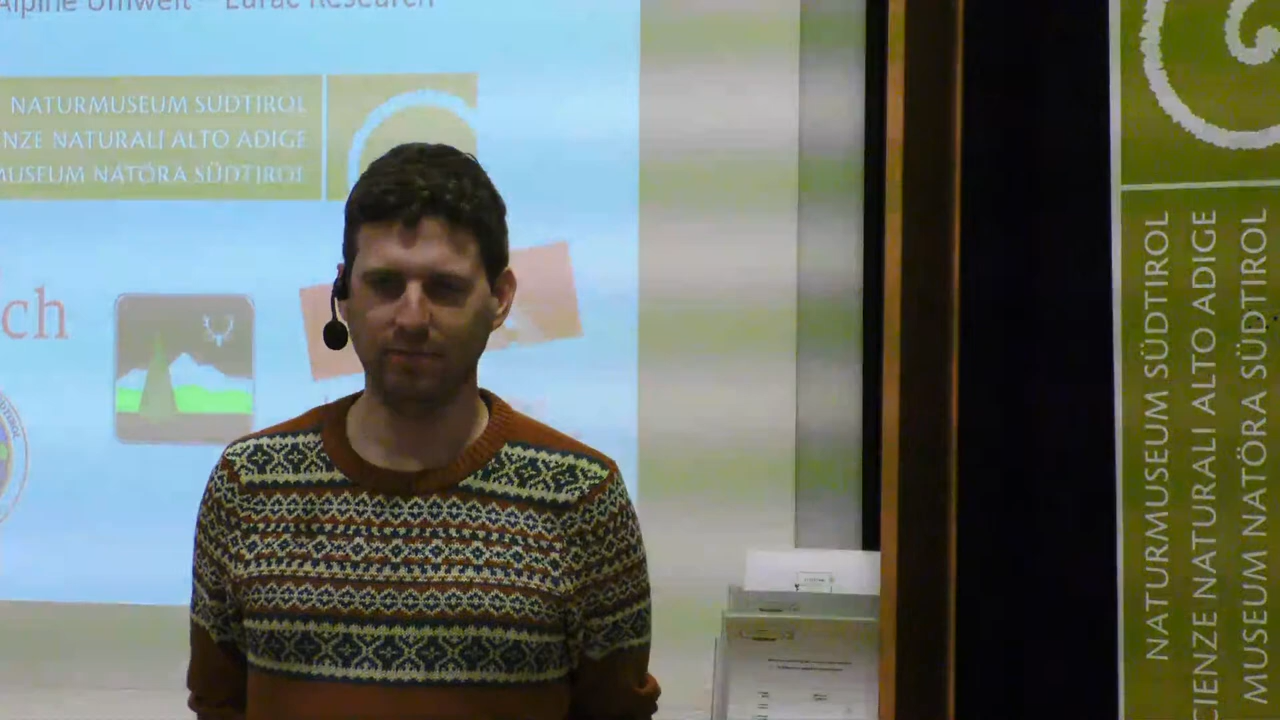 Alpine Umwelt – Eurac Research
NATURMUSEUM SÜDTIROL
NZE NATURALI ALTO ADIGE
MUSEUM NATÖRA SÜDTIROL
ch
NATURMUSEUM SÜDTIROL
CIENZE NATURALI ALTO ADIGE
MUSEUM NATÖRA SÜDTIROL